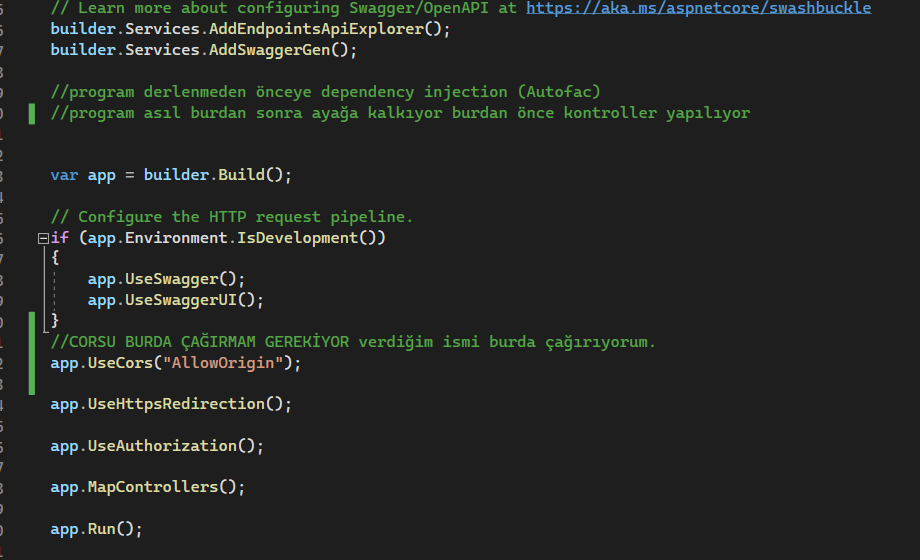 // Learn more about configuring Swagger/OpenAPI at https://aka.ms/aspnetcore/swashbuckle
builder.Services.AddEndpointsApiExplorer();
builder.Services.AddSwaggerGen();
//program derlenmeden önceye dependency injection (Autofac)
//program asıl burdan sonra ayağa kalkıyor burdan önce kontroller yapılıyor
var app = builder.Build();
// Configure the HTTP request pipeline.
if (app.Environment.IsDevelopment())
{
app.UseSwagger();
app.UseSwaggerUI();
}
//CORSU BURDA ÇAĞIRMAM GEREKİYOR verdiğim ismi burda çağırıyorum.
app.UseCors("AllowOrigin");
app.UseHttpsRedirection();
app.UseAuthorization();
app.MapControllers();
app.Run();